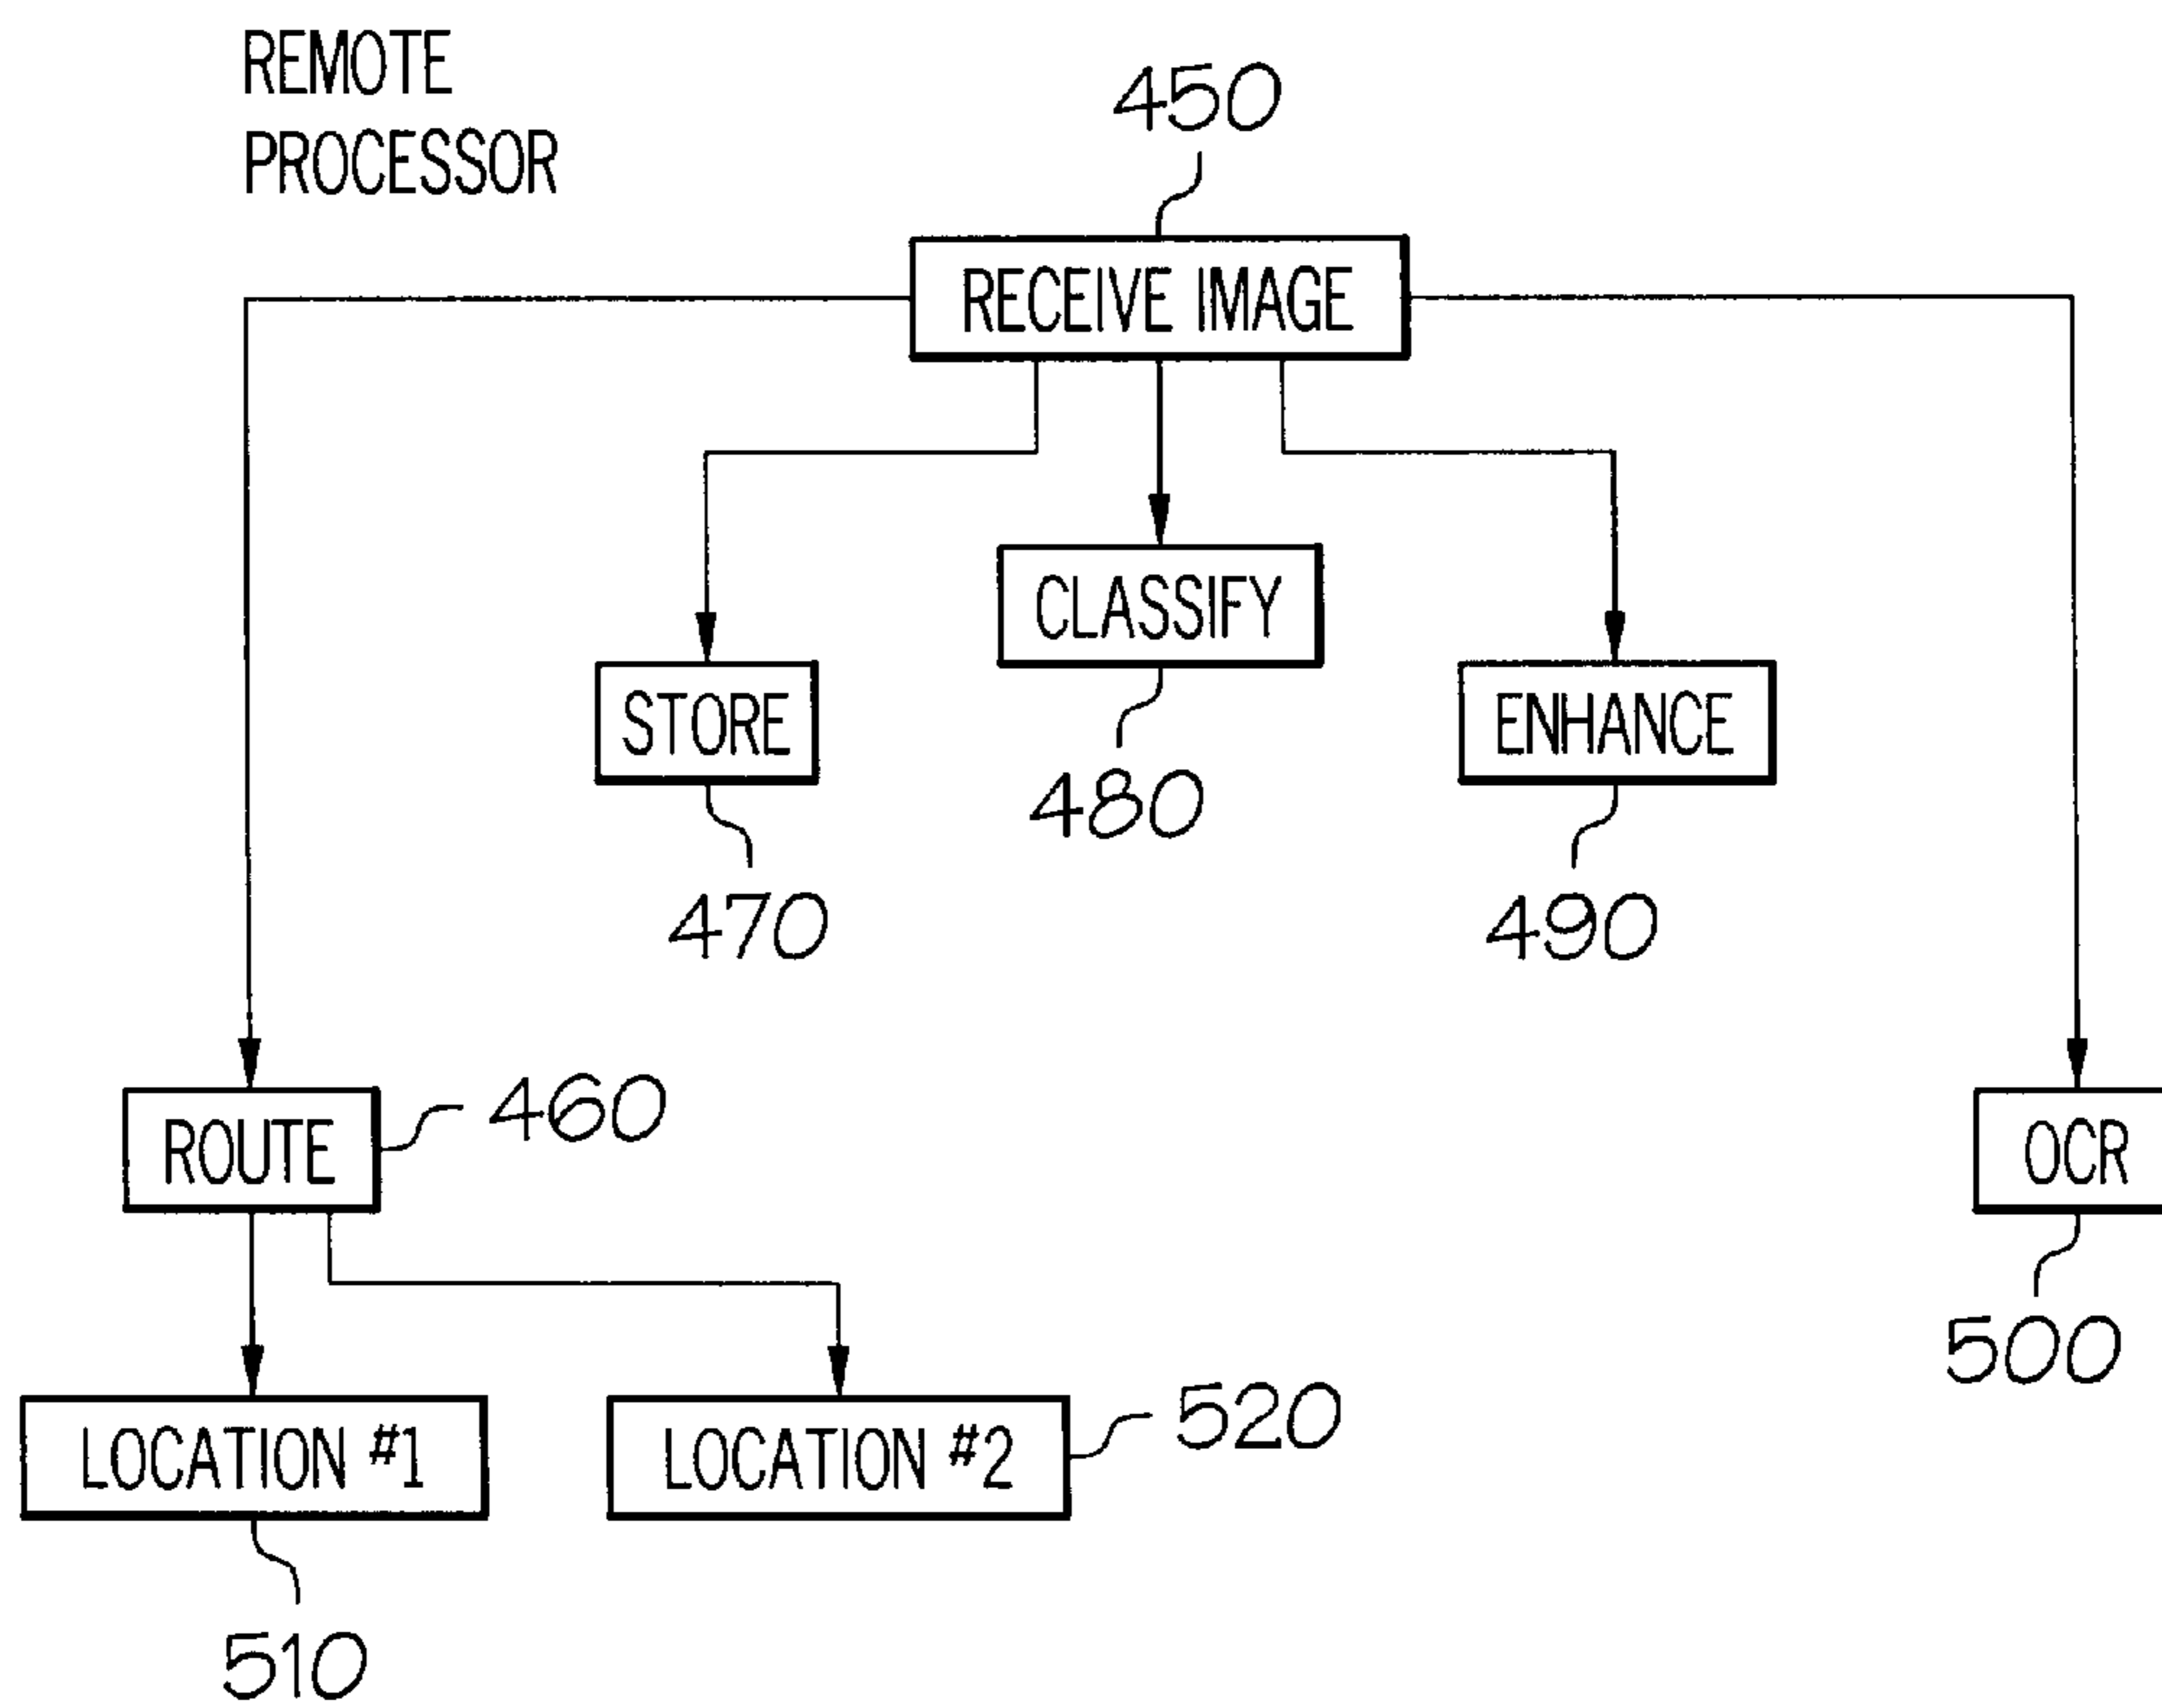 REMOTE
PROCESSOR
450
RECEIVE IMAGE
CLASSIFY
STORE
ENHANCE
480
470
490
ROUTE
460
OCR
500
LOCATION #1
LOCATION #2
520
510